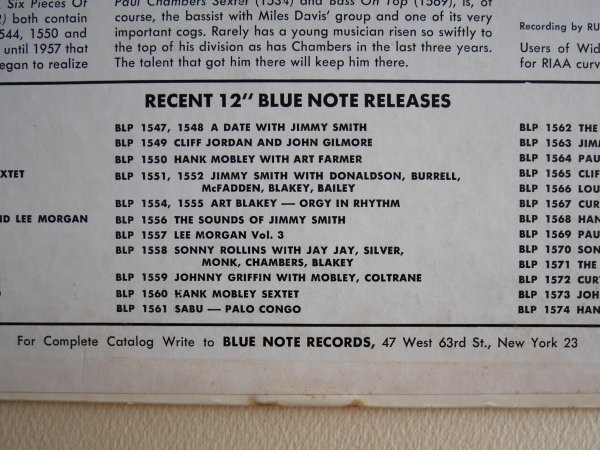 Six Pieces Of
2) both contain
544, 1550 and
until 1957 that
egan to realize
Paul Chambers Sextet (1534) and Bass On Top (1569), is, of
course, the bassist with Miles Davis' group and one of its very
important cogs. Rarely has a young musician risen so swiftly to
the top of his division as has Chambers in the last three years.
The talent that got him there will keep him there.
Recording by RU
Users of Wid
for RIAA curv
RECENT 12" BLUE NOTE RELEASES
XTET
ID LEE MORGAN
BLP 1547, 1548 A DATE WITH JIMMY SMITH
BLP 1549 CLIFF JORDAN AND JOHN GILMORE
BLP 1550 HANK MOBLEY WITH ART FARMER
BLP 1551, 1552 JIMMY SMITH WITH DONALDSON, BURRELL,
McFADDEN, BLAKEY, BAILEY
BLP 1554, 1555 ART BLAKEY — ORGY IN RHYTHM
BLP 1556 THE SOUNDS OF JIMMY SMITH
BLP 1557 LEE MORGAN Vol. 3
BLP 1558 SONNY ROLLINS WITH JAY JAY, SILVER,
MONK, CHAMBERS, BLAKEY
BLP 1559 JOHNNY GRIFFIN WITH MOBLEY, COLTRANE
BLP 1560 HANK MOBLEY SEXTET
BLP 1561 SABU — PALO CONGO
BLP 1562 THE
BLP 1563 JIMM
BLP 1564 PAU
BLP 1565 CLIF
BLP 1566 LOU
BLP 1567 CUR
BLP 1568 HAN
BLP 1569 PAU
BLP 1570 SON
BLP 1571 THE
BLP 1572 CURT
BLP 1573 JOH
BLP 1574 HAN
For Complete Catalog Write to BLUE NOTE RECORDS, 47 West 63rd St., New York 23